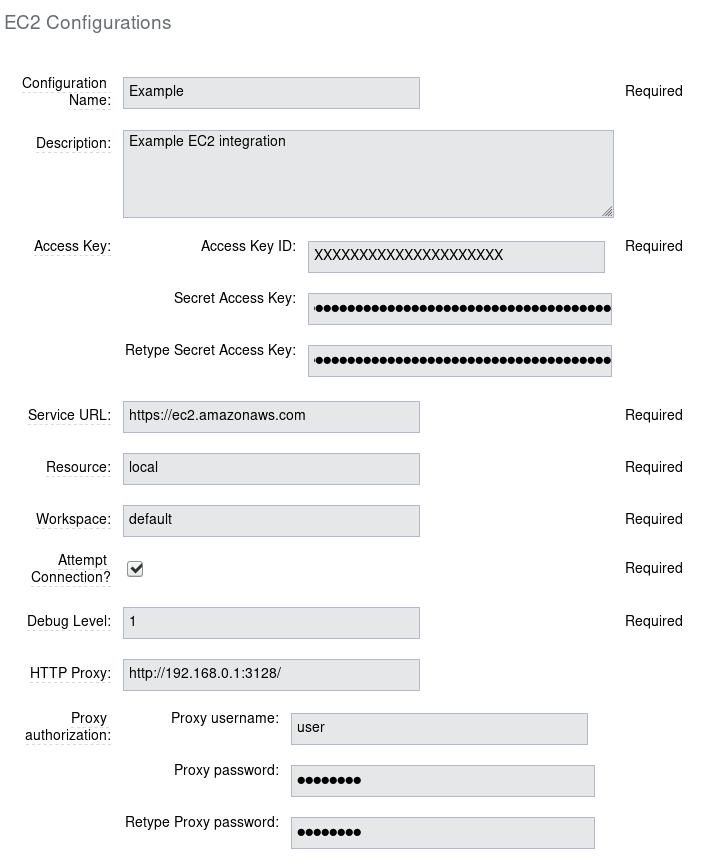 EC2 Configurations
Configuration Name: Example Required
Description: Example EC2 integration
Access Key: Access Key ID: XXXXXXXXXXXXXXXXXXXXX Required
Secret Access Key: ●●●●●●●●●●●●●●●●●●●●●●●●●●●●●●●●●●●●●
Retype Secret Access Key: ●●●●●●●●●●●●●●●●●●●●●●●●●●●●●●●●●●●●●
Service URL: https://ec2.amazonaws.com Required
Resource: local Required
Workspace: default Required
Attempt Connection? Required
Debug Level: 1 Required
HTTP Proxy: http://192.168.0.1:3128/
Proxy authorization: Proxy username: user
Proxy password: ●●●●●●●●
Retype Proxy password: ●●●●●●●●